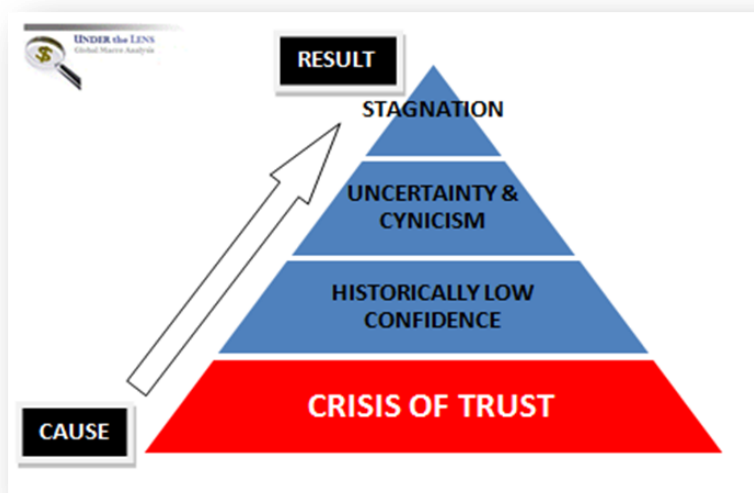 UNDER the LENS
Global Macro Analysis
RESULT
STAGNATION
UNCERTAINTY &
CYNICISM
HISTORICALLY LOW
CONFIDENCE
CRISIS OF TRUST
CAUSE